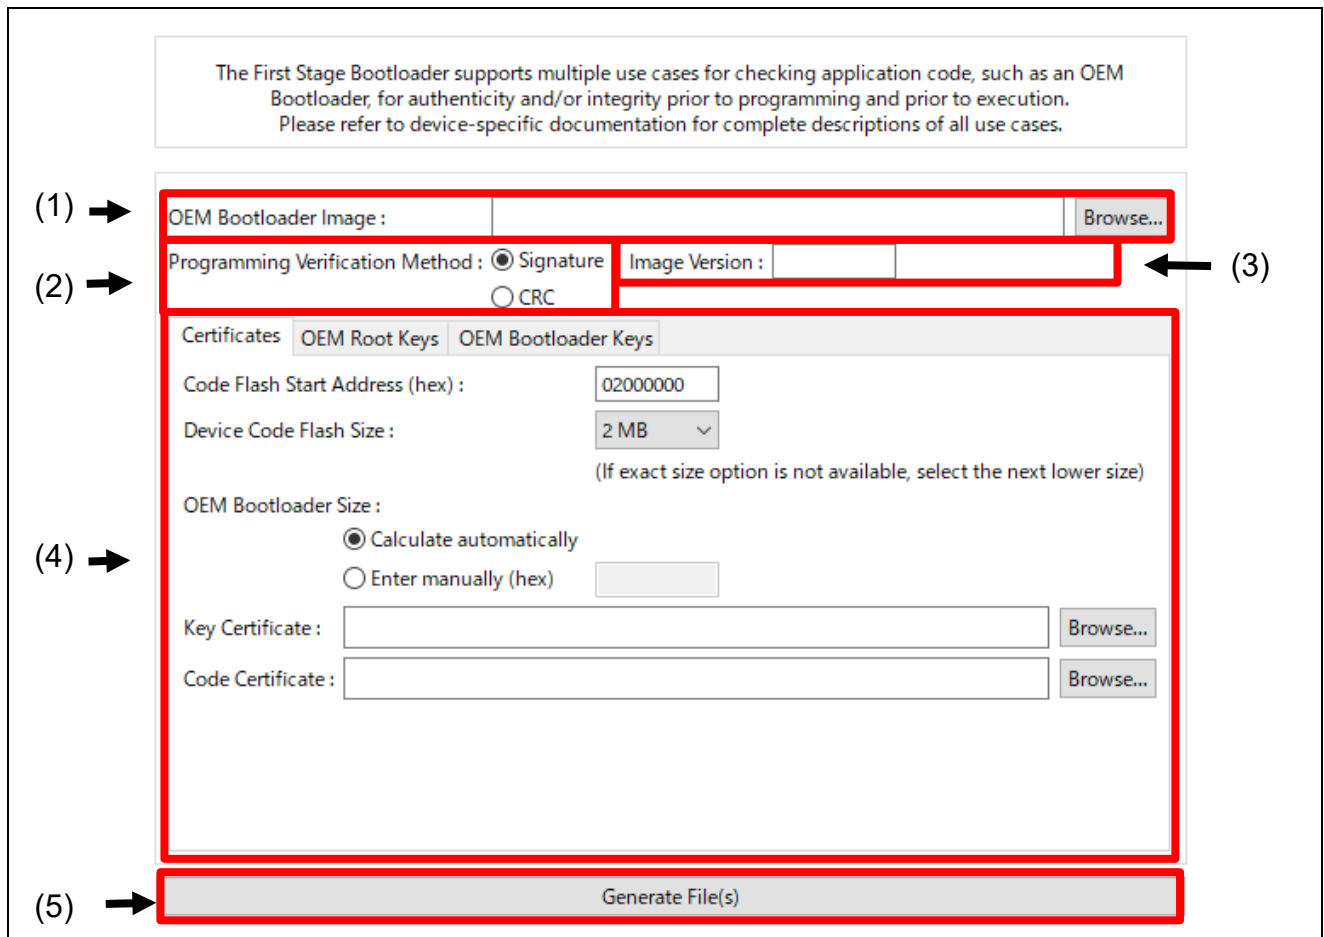 The First Stage Bootloader supports multiple use cases for checking application code, such as an OEM
Bootloader, for authenticity and/or integrity prior to programming and prior to execution.
Please refer to device-specific documentation for complete descriptions of all use cases.
(1)
OEM Bootloader Image :
Browse...
(2)
Programming Verification Method :
Signature
CRC
Image Version :
(3)
Certificates
OEM Root Keys
OEM Bootloader Keys
(4)
Code Flash Start Address (hex) :
02000000
Device Code Flash Size :
2 MB
(If exact size option is not available, select the next lower size)
OEM Bootloader Size :
Calculate automatically
Enter manually (hex)
Key Certificate :
Browse...
Code Certificate :
Browse...
(5)
Generate File(s)